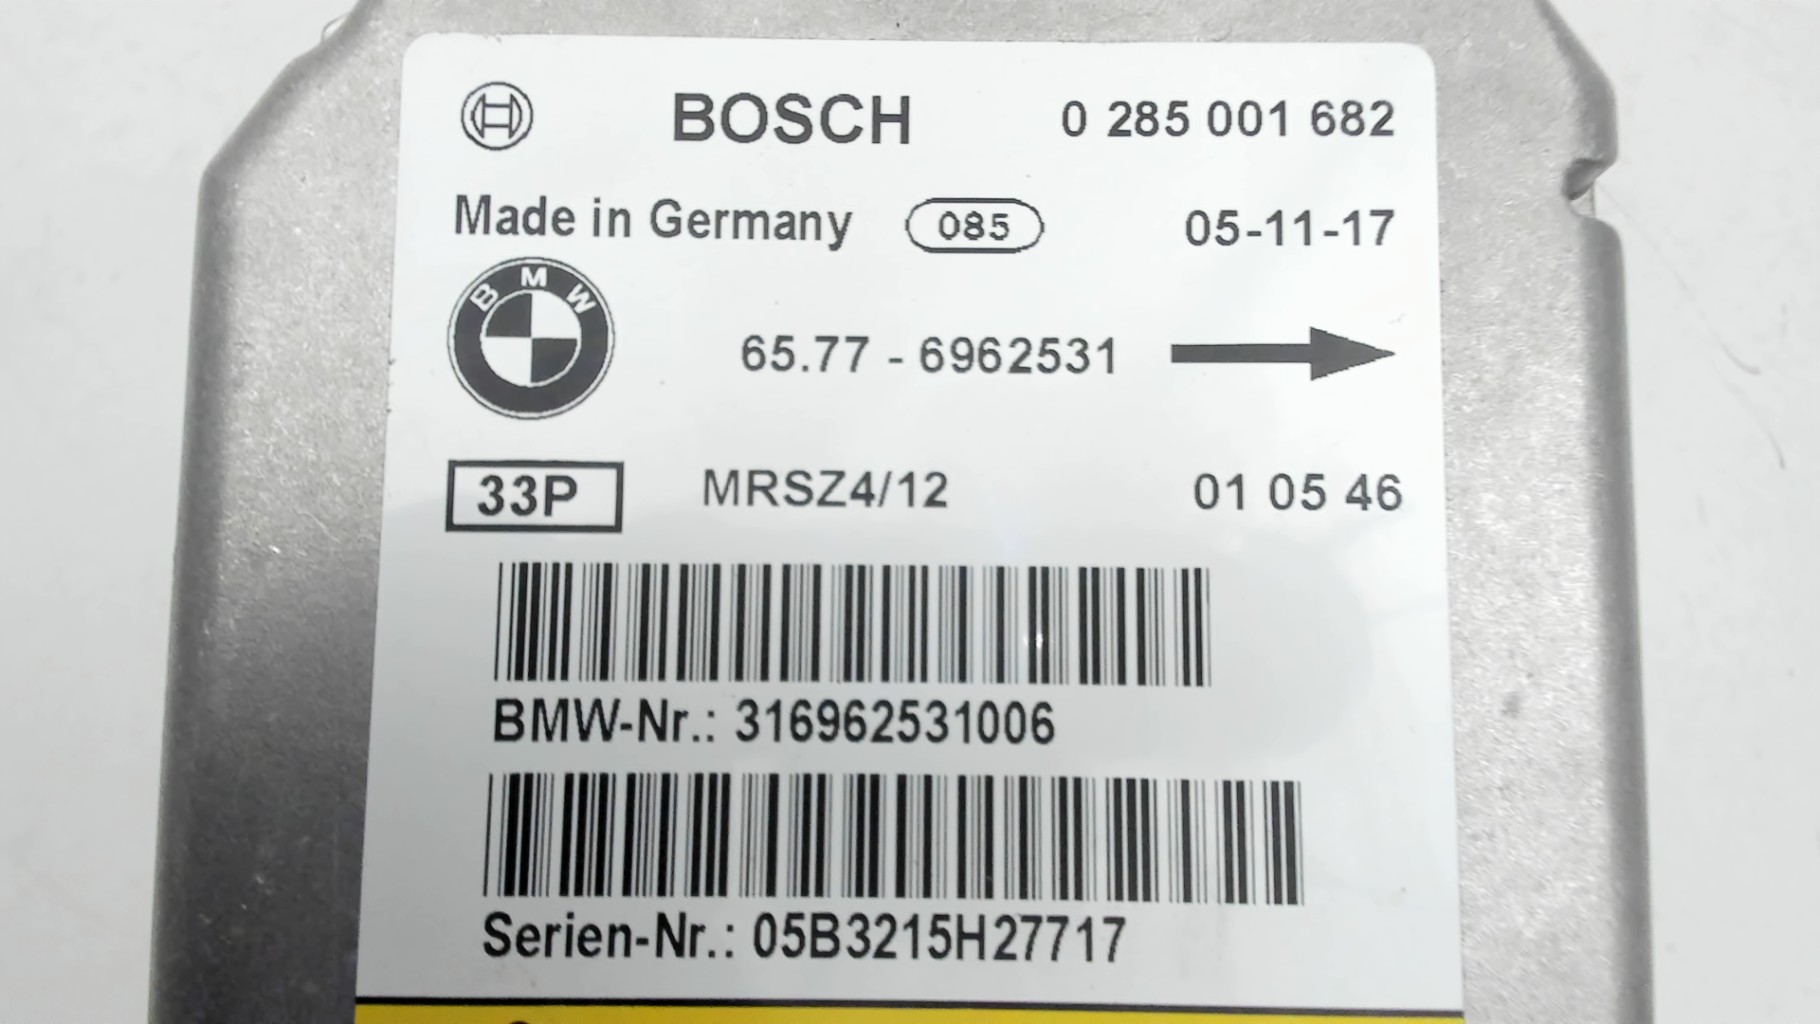 BOSCH 0 285 001 682
Made in Germany 085 05-11-17
BMW
65.77 - 6962531
33P MRSZ4/12 01 05 46
BMW-Nr.: 316962531006
Serien-Nr.: 05B3215H27717